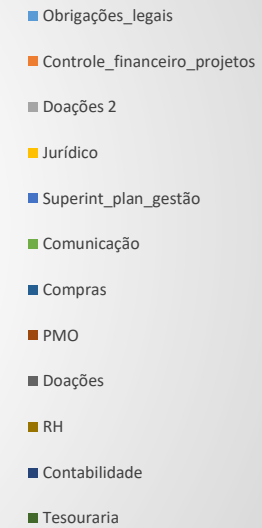 Obrigações_legais
Controle_financeiro_projetos
Doações 2
Jurídico
Superint_plan_gestão
Comunicação
Compras
PMO
Doações
RH
Contabilidade
Tesouraria